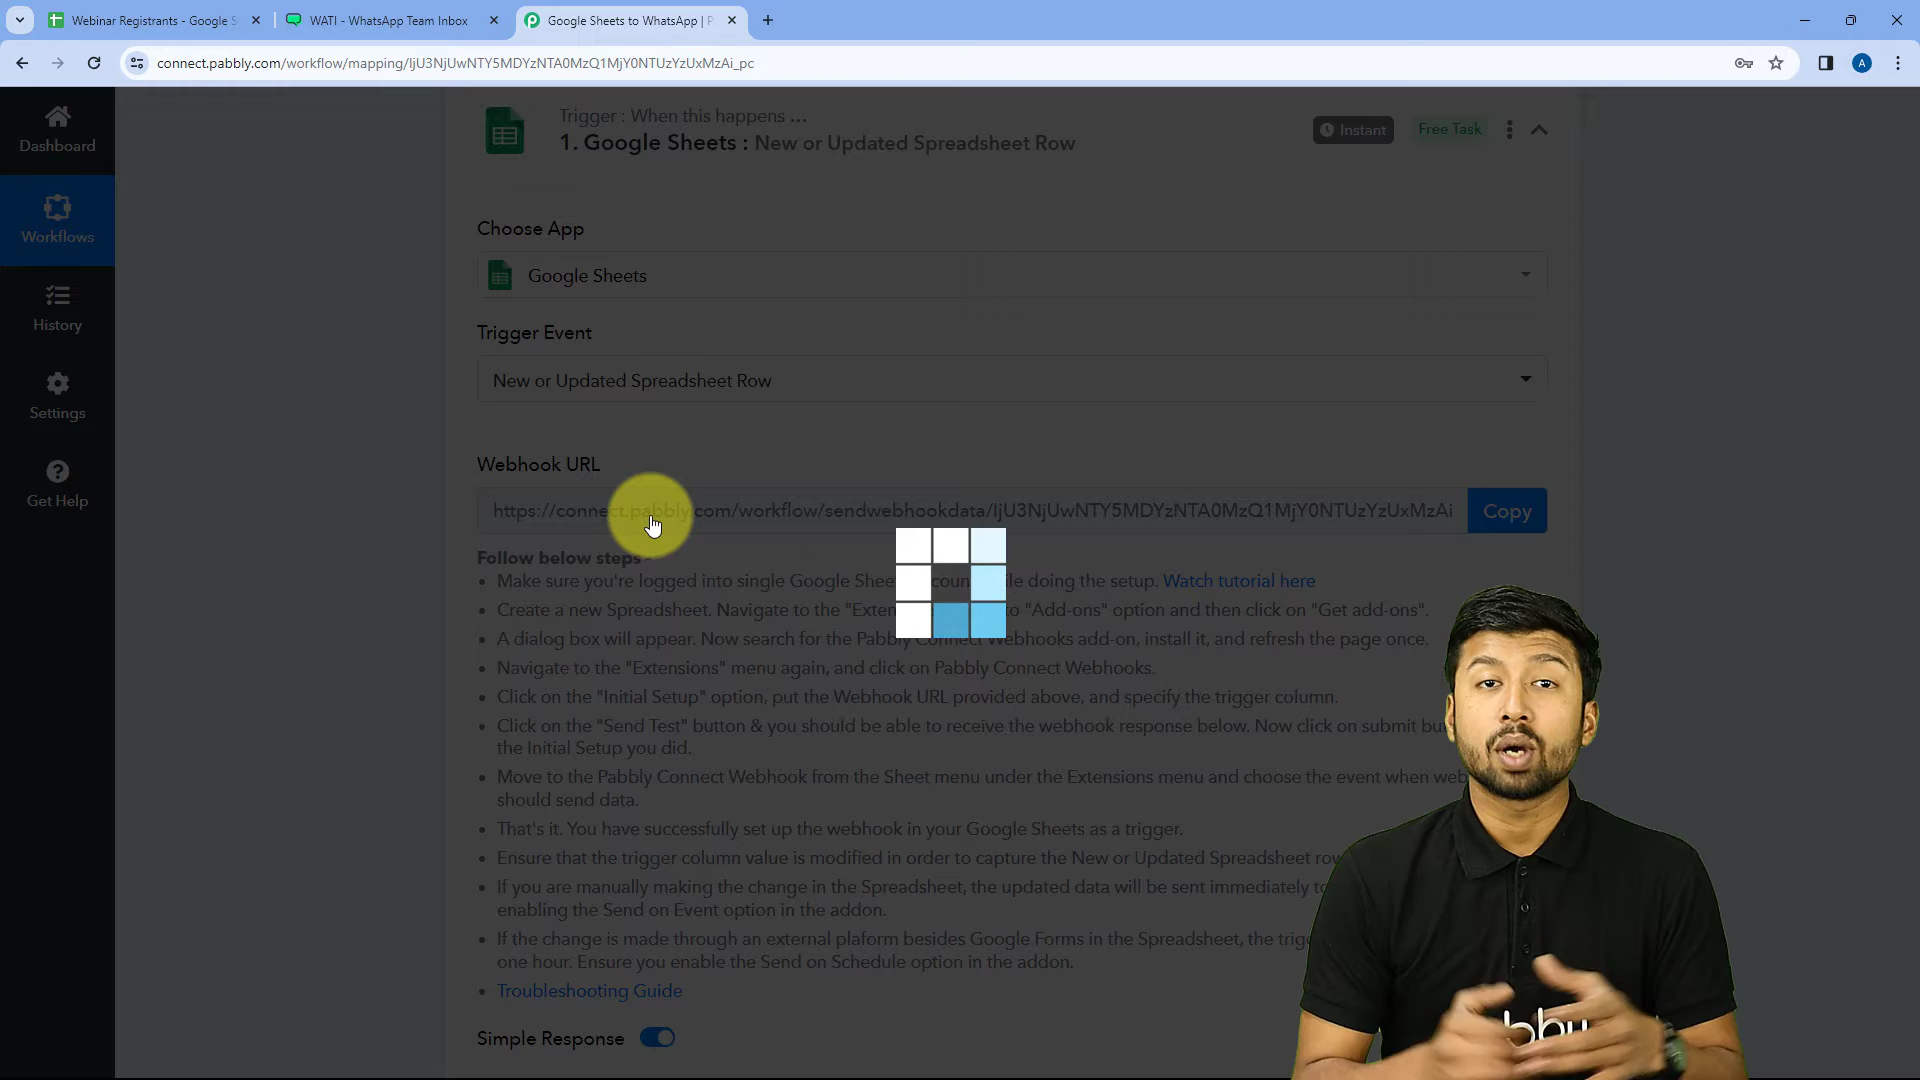 Webinar Registrants - Google S
WATI - WhatsApp Team Inbox
Google Sheets to WhatsApp | P
connect.pabbly.com/workflow/mapping/IjU3NjUwNTY5MDYzNTA0MzQ1MjY0NTUzYzUxMzAi_pc
A
Dashboard
Workflows
History
Settings
Get Help
Trigger : When this happens ...
1. Google Sheets : New or Updated Spreadsheet Row
Instant
Free Task
Choose App
Google Sheets
Trigger Event
New or Updated Spreadsheet Row
Webhook URL
https://connect.pabbly.com/workflow/sendwebhookdata/IjU3NjUwNTY5MDYzNTA0MzQ1MjY0NTUzYzUxMzAi
Copy
Follow below steps -
Make sure you're logged into single Google Shee coun ile doing the setup. Watch tutorial here
Create a new Spreadsheet. Navigate to the "Exten o "Add-ons" option and then click on "Get add-ons".
A dialog box will appear. Now search for the Pabbly Connect Webhooks add-on, install it, and refresh the page once.
Navigate to the "Extensions" menu again, and click on Pabbly Connect Webhooks.
Click on the "Initial Setup" option, put the Webhook URL provided above, and specify the trigger column.
Click on the "Send Test" button & you should be able to receive the webhook response below. Now click on submit bu
the Initial Setup you did.
Move to the Pabbly Connect Webhook from the Sheet menu under the Extensions menu and choose the event when web
should send data.
That's it. You have successfully set up the webhook in your Google Sheets as a trigger.
Ensure that the trigger column value is modified in order to capture the New or Updated Spreadsheet row
If you are manually making the change in the Spreadsheet, the updated data will be sent immediately to
enabling the Send on Event option in the addon.
If the change is made through an external plaform besides Google Forms in the Spreadsheet, the trig
one hour. Ensure you enable the Send on Schedule option in the addon.
Troubleshooting Guide
Simple Response